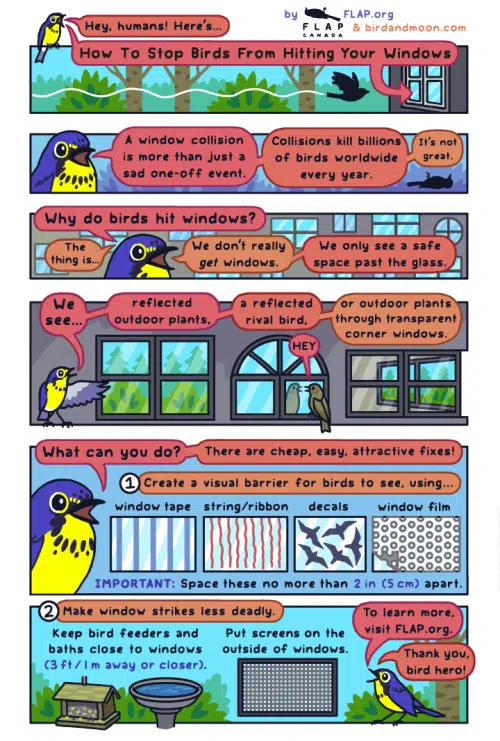 Hey, humans! Here's...
by FLAP CANADA FLAP.org
& birdandmoon.com
How To Stop Birds From Hitting Your Windows
A window collision
is more than just a
sad one-off event.
Collisions kill billions
of birds worldwide
every year.
It's not
great.
Why do birds hit windows?
The
thing is...
We don't really
get windows.
We only see a safe
space past the glass.
We
see...
reflected
outdoor plants,
a reflected
rival bird,
or outdoor plants
through transparent
corner windows.
HEY
What can you do?
There are cheap, easy, attractive fixes!
1 Create a visual barrier for birds to see, using...
window tape
string/ribbon
decals
window film
IMPORTANT: Space these no more than 2 in (5 cm) apart.
2 Make window strikes less deadly.
Keep bird feeders and
baths close to windows
(3 ft/1 m away or closer).
Put screens on the
outside of windows.
To learn more,
visit FLAP.org.
Thank you,
bird hero!